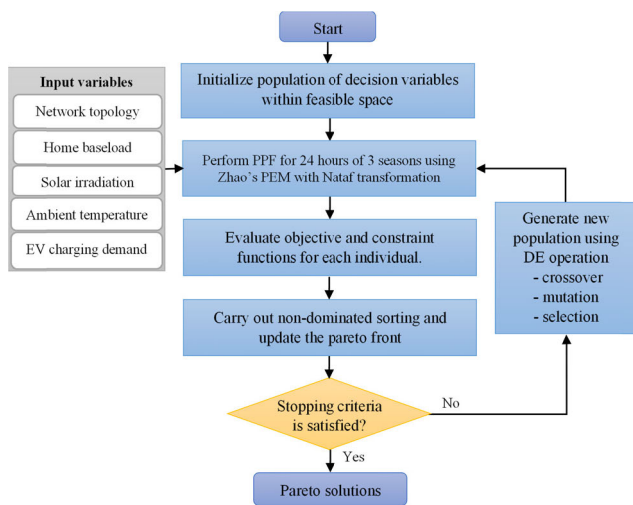 Start
Initialize population of decision variables
within feasible space
Input variables
Network topology
Home baseload
Solar irradiation
Ambient temperature
EV charging demand
Perform PPF for 24 hours of 3 seasons using
Zhao's PEM with Nataf transformation
Evaluate objective and constraint
functions for each individual.
Carry out non-dominated sorting and
update the pareto front
Stopping criteria
is satisfied?
No
Generate new
population using
DE operation
- crossover
- mutation
- selection
Yes
Pareto solutions